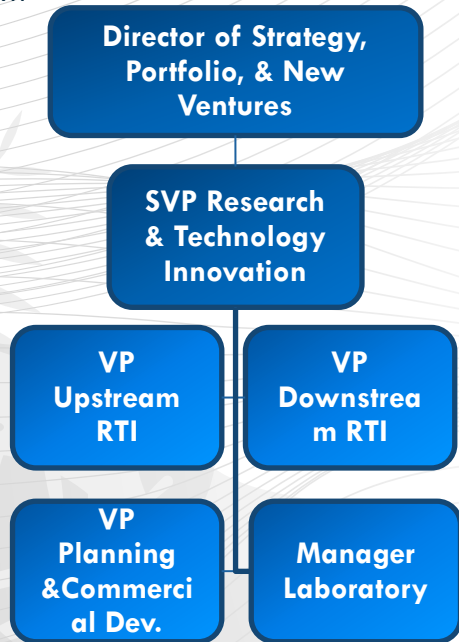 Director of Strategy,
Portfolio, & New
Ventures
SVP Research
& Technology
Innovation
VP
Upstream
RTI
VP
Downstrea
m RTI
VP
Planning
&Commerci
al Dev.
Manager
Laboratory